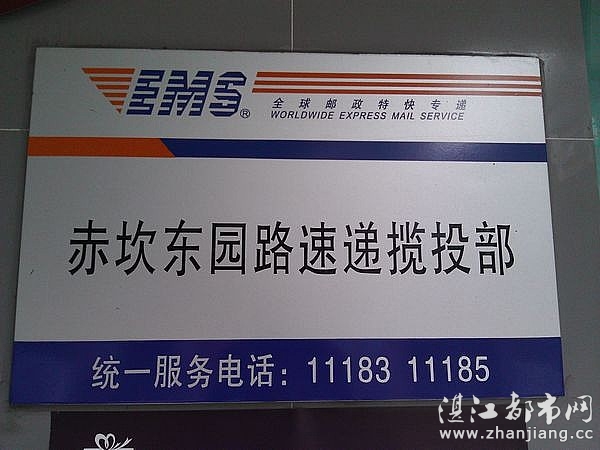 EMS®
全球邮政特快专递
WORLDWIDE EXPRESS MAIL SERVICE
赤坎东园路速递揽投部
统一服务电话：11183 11185
湛江都市网
www.zhanjiang.cc